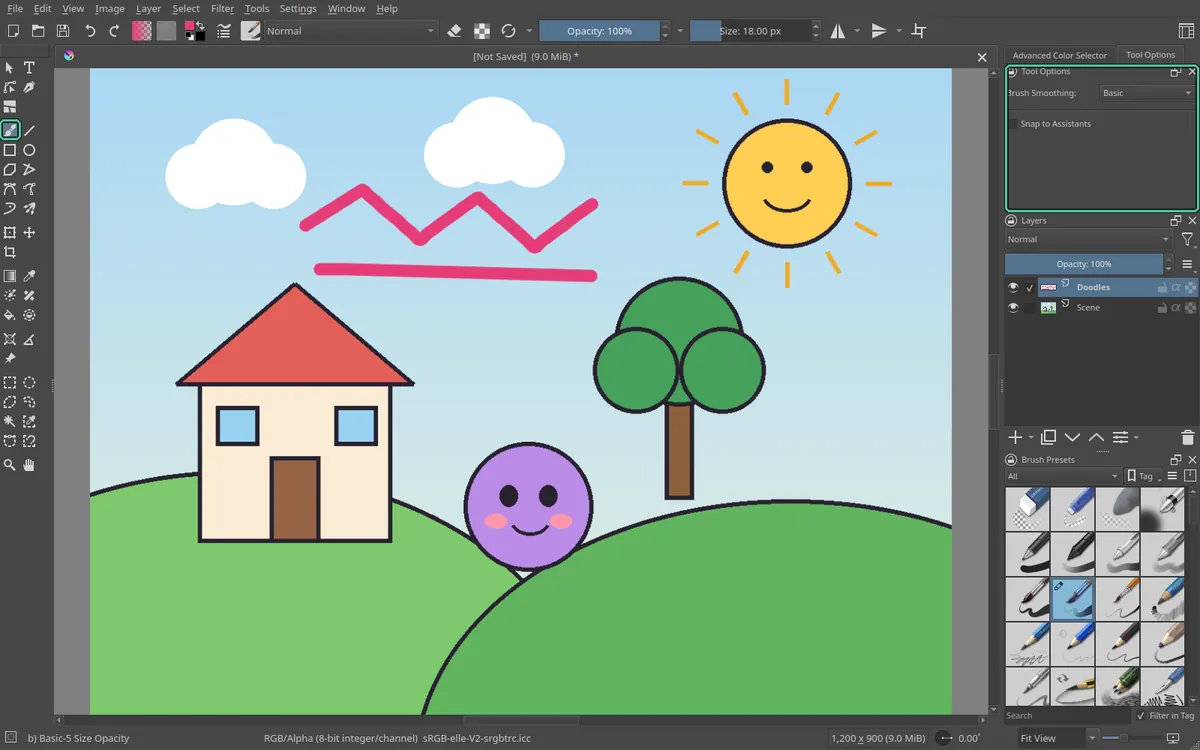 File Edit View Image Layer Select Filter Tools Settings Window Help
Normal Opacity: 100% Size: 18.00 px
[Not Saved] (9.0 MiB) *
Advanced Color Selector Tool Options
Tool Options
Brush Smoothing: Basic
Snap to Assistants
Layers
Normal
Opacity: 100%
Doodles
Scene
Brush Presets
All Tag
Search Filter in Tag
b) Basic-5 Size Opacity RGB/Alpha (8-bit integer/channel) sRGB-elle-V2-srgbtrc.icc 1,200 x 900 (9.0 MiB) 0.00° Fit View